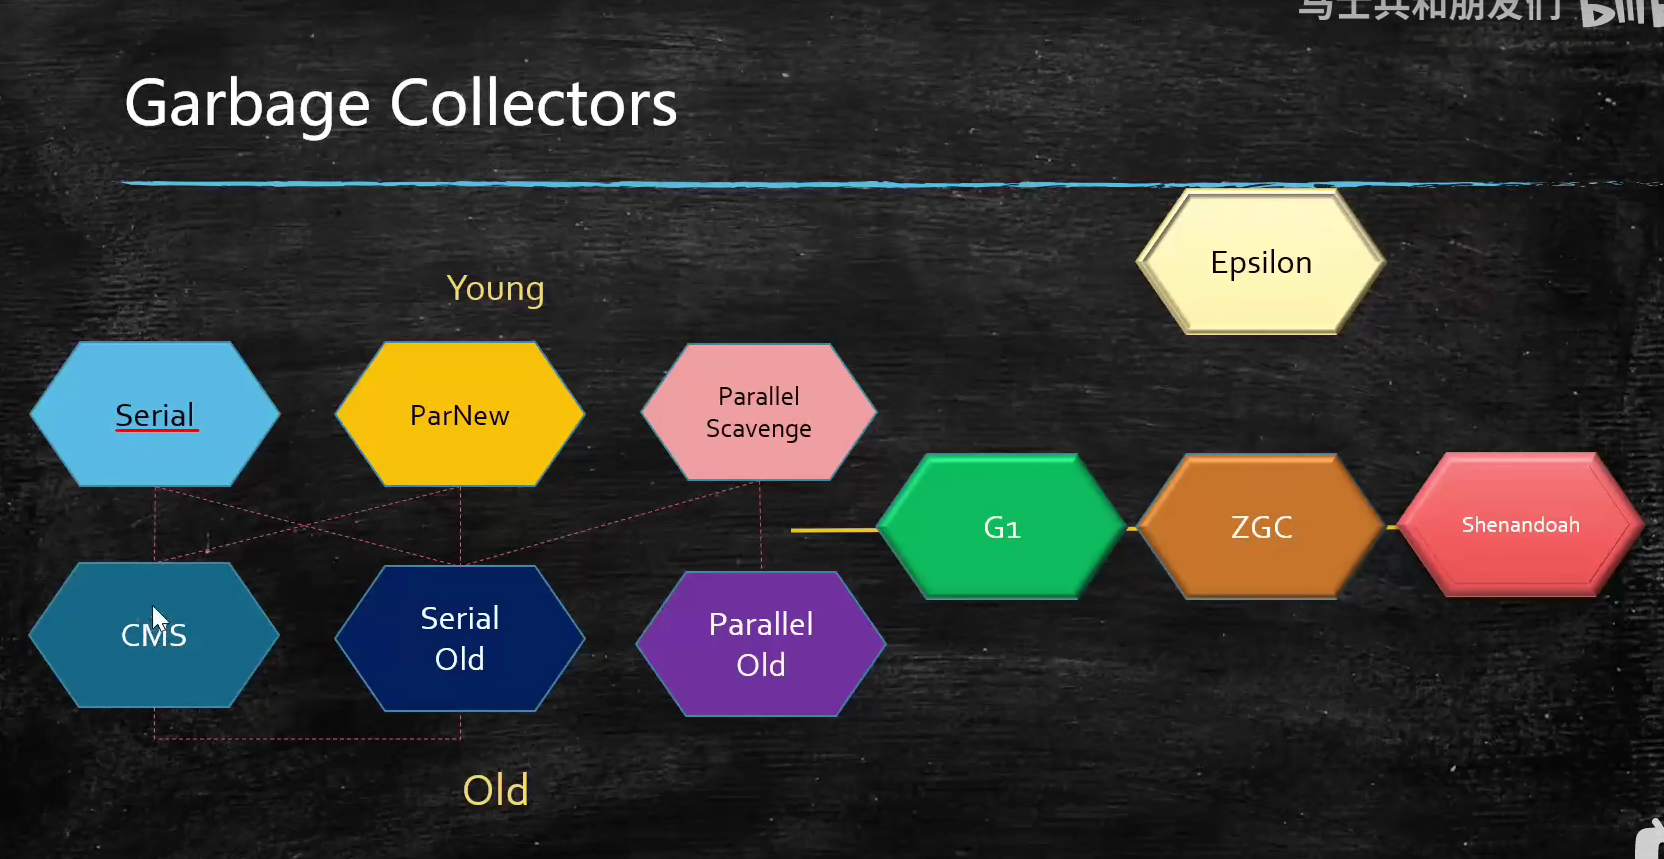 马士兵和朋友们
Garbage Collectors
Epsilon
Young
Serial
ParNew
Parallel
Scavenge
G1
ZGC
Shenandoah
CMS
Serial
Old
Parallel
Old
Old